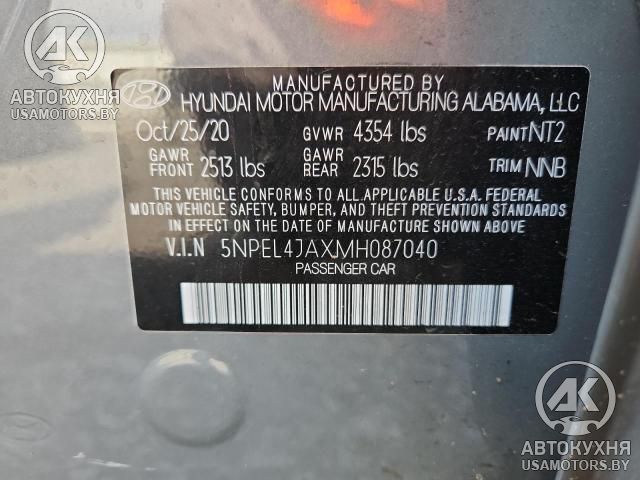 AK
АВТОКУХНЯ
USAMOTORS.BY
MANUFACTURED BY
HYUNDAI MOTOR MANUFACTURING ALABAMA, LLC
Oct/25/20 GVWR 4354 lbs PAINT NT2
GAWR FRONT 2513 lbs GAWR REAR 2315 lbs TRIM NNB
THIS VEHICLE CONFORMS TO ALL APPLICABLE U.S.A. FEDERAL
MOTOR VEHICLE SAFETY, BUMPER, AND THEFT PREVENTION STANDARDS
IN EFFECT ON THE DATE OF MANUFACTURE SHOWN ABOVE.
V.I.N 5NPEL4JAXMH087040
PASSENGER CAR
AK
АВТОКУХНЯ
USAMOTORS.BY